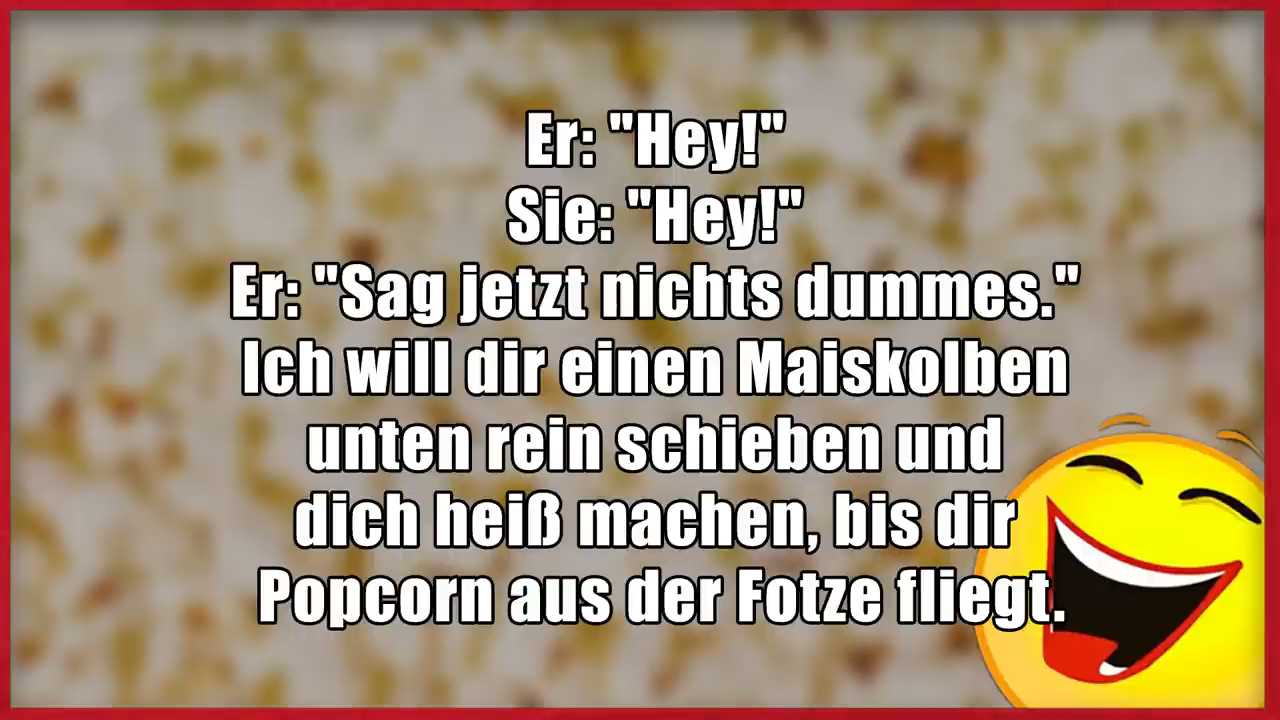 Er: "Hey!"
Sie: "Hey!"
Er: "Sag jetzt nichts dummes."
Ich will dir einen Maiskolben
unten rein schieben und
dich heiß machen, bis dir
Popcorn aus der Fotze fliegt.